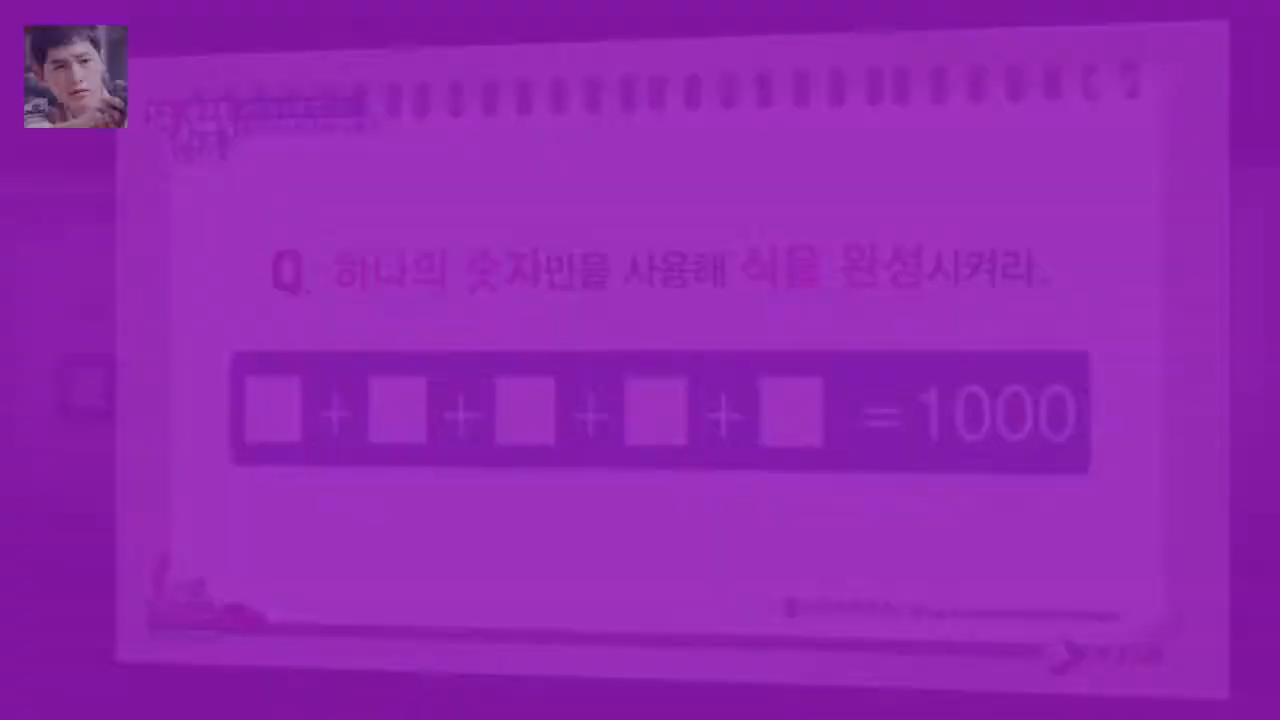 Q. 하나의 숫자만을 사용해 식을 완성시켜라.
□ + □ + □ + □ + □ = 1000